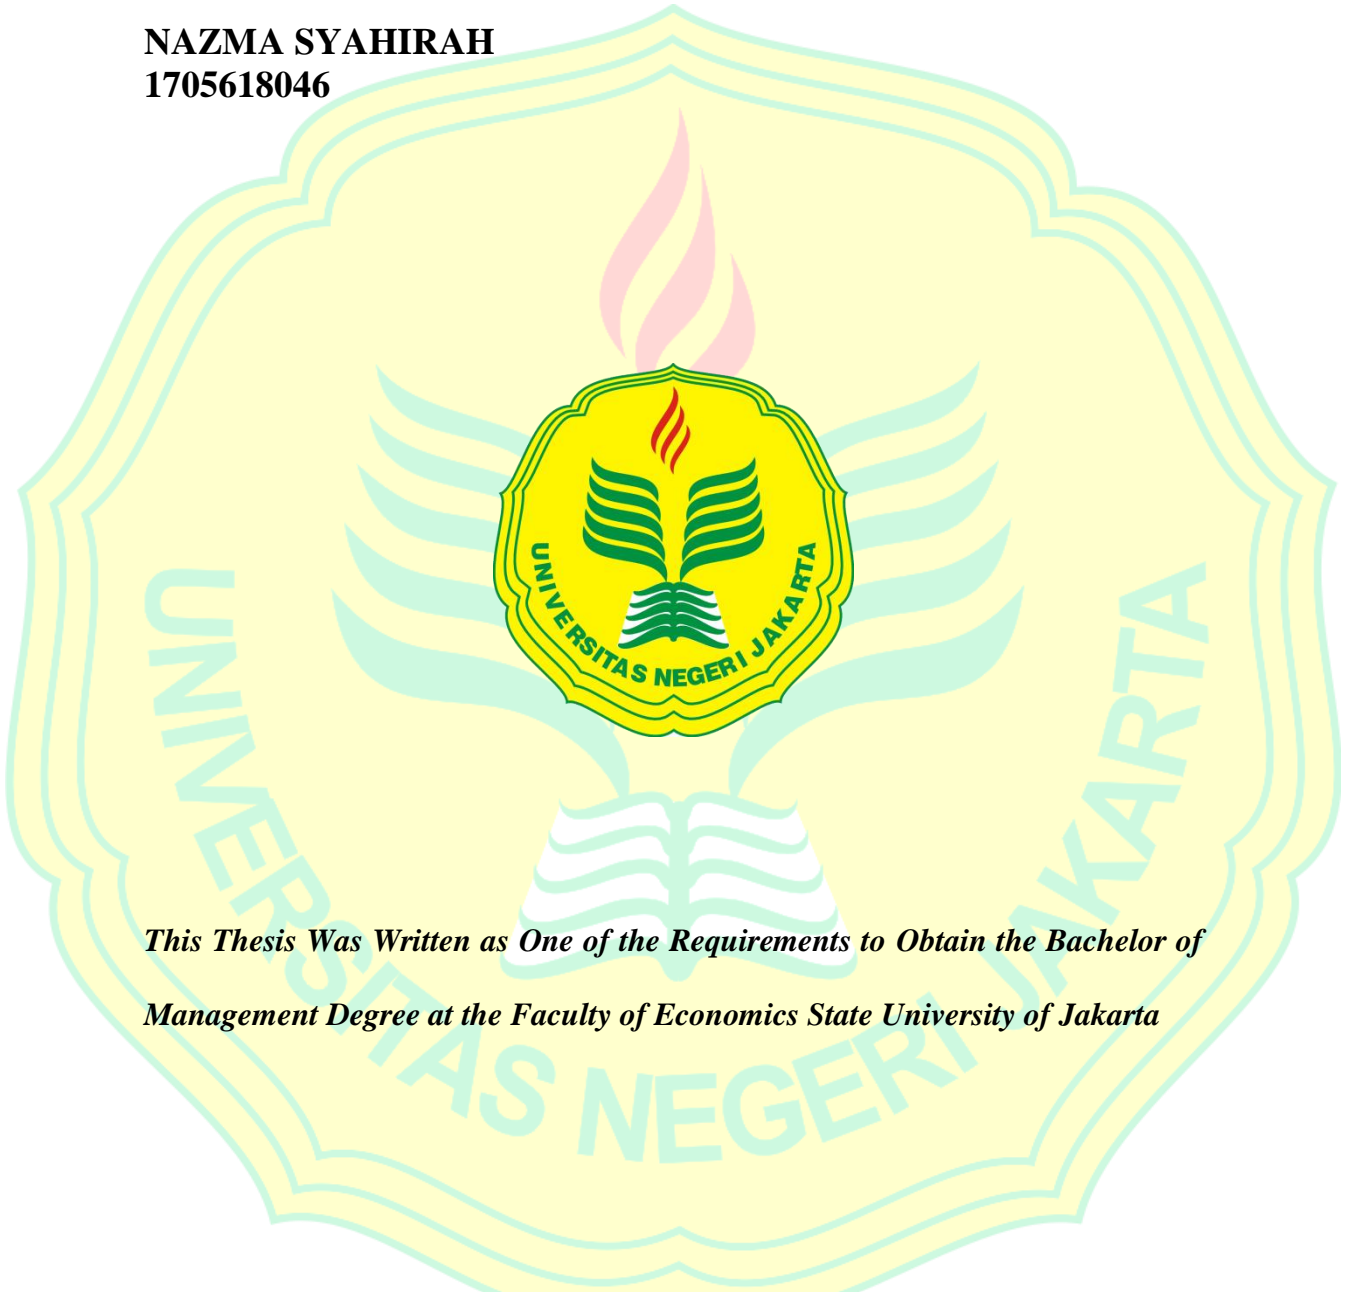 NAZMA SYAHIRAH
1705618046
UNIVERSITAS NEGERI JAKARTA
This Thesis Was Written as One of the Requirements to Obtain the Bachelor of
Management Degree at the Faculty of Economics State University of Jakarta
UNIVERSITAS NEGERI JAKARTA